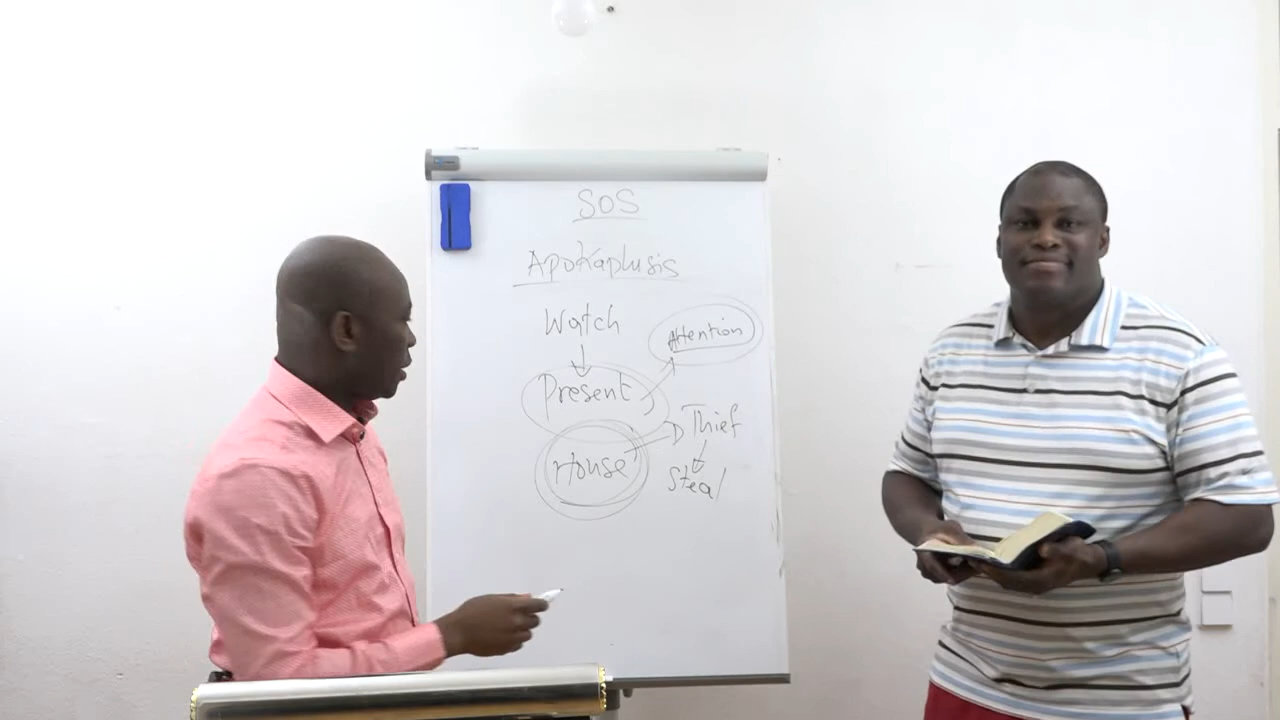 SOS
Apokaplusis
Watch
Attention
Present
Thief
House
Steal